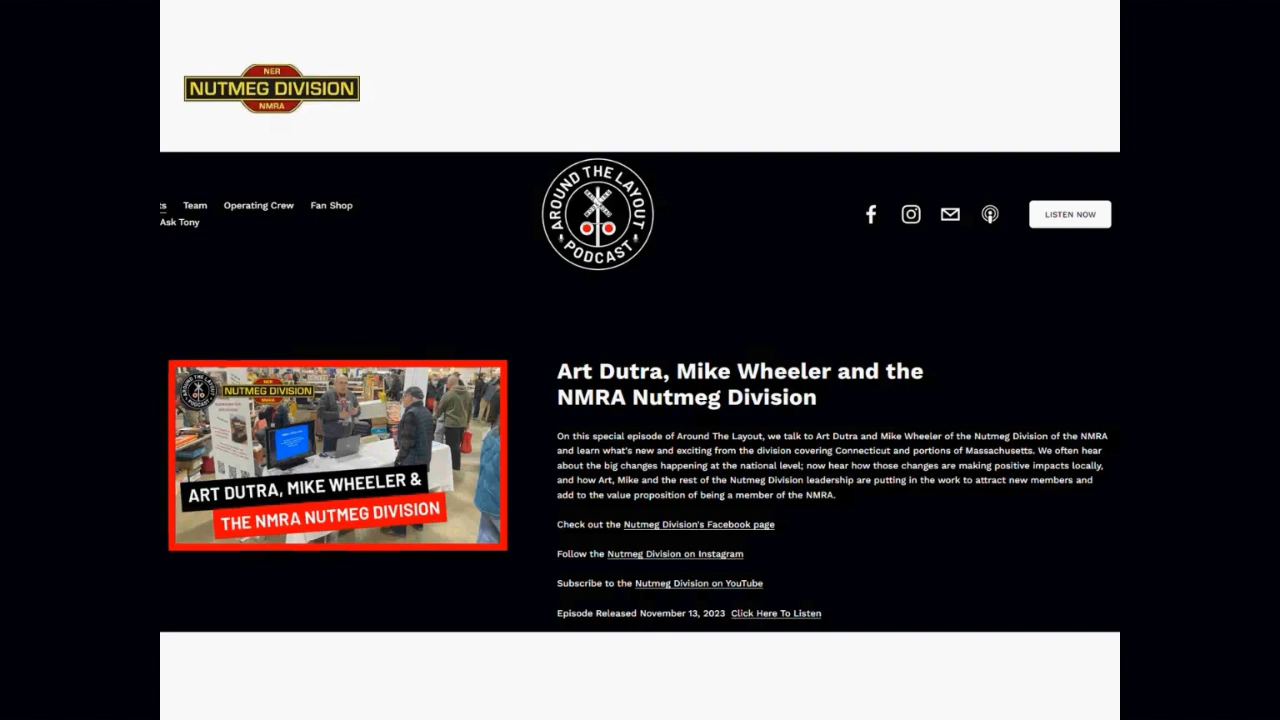 NER
NUTMEG DIVISION
NMRA
ts Team Operating Crew Fan Shop
Ask Tony
AROUND THE LAYOUT
PODCAST
LISTEN NOW
AROUND THE LAYOUT
PODCAST
NER
NUTMEG DIVISION
NMRA
ART DUTRA, MIKE WHEELER &
THE NMRA NUTMEG DIVISION
Art Dutra, Mike Wheeler and the
NMRA Nutmeg Division
On this special episode of Around The Layout, we talk to Art Dutra and Mike Wheeler of the Nutmeg Division of the NMRA
and learn what's new and exciting from the division covering Connecticut and portions of Massachusetts. We often hear
about the big changes happening at the national level; now hear how those changes are making positive impacts locally,
and how Art, Mike and the rest of the Nutmeg Division leadership are putting in the work to attract new members and
add to the value proposition of being a member of the NMRA.
Check out the Nutmeg Division's Facebook page
Follow the Nutmeg Division on Instagram
Subscribe to the Nutmeg Division on YouTube
Episode Released November 13, 2023 Click Here To Listen